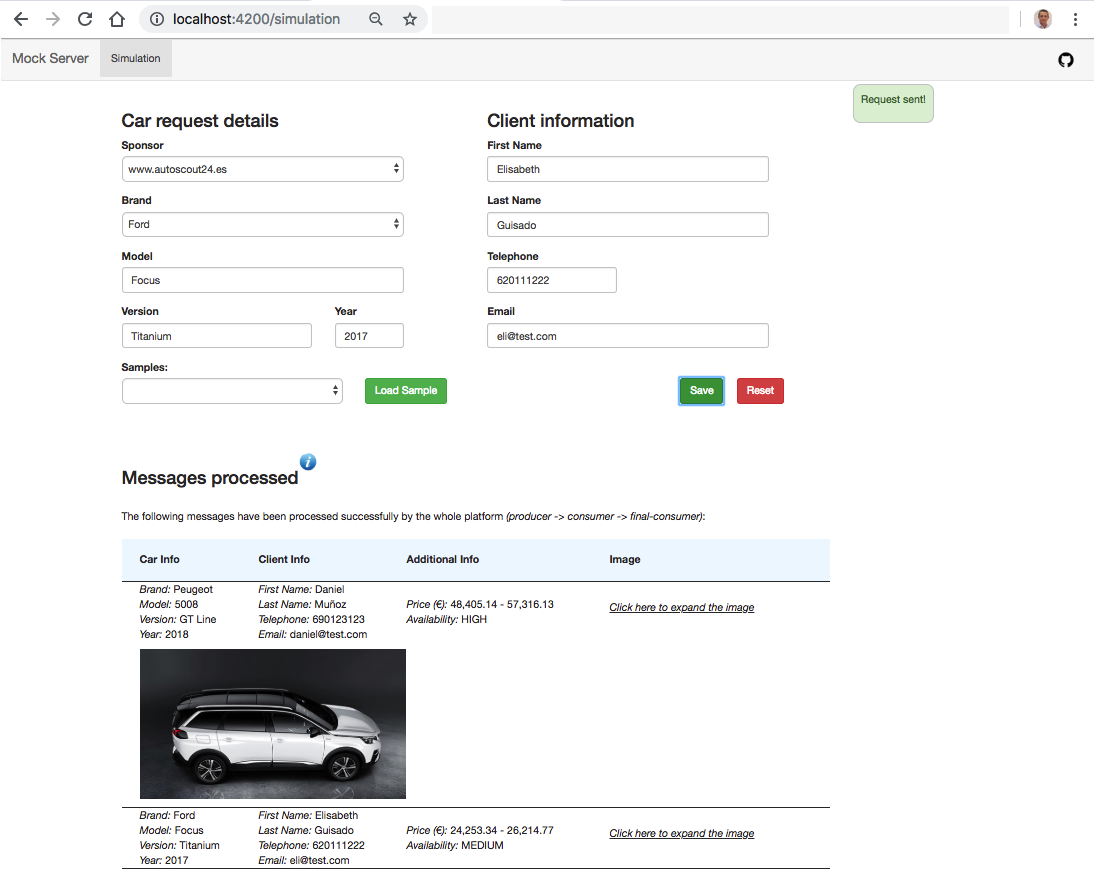 localhost:4200/simulation
Mock Server
Simulation
Request sent!
Car request details
Sponsor
www.autoscout24.es
Brand
Ford
Model
Focus
Version
Year
Titanium
2017
Samples:
Load Sample
Client information
First Name
Elisabeth
Last Name
Guisado
Telephone
620111222
Email
eli@test.com
Save
Reset
Messages processed
i
The following messages have been processed successfully by the whole platform (producer -> consumer -> final-consumer):
Car Info
Client Info
Additional Info
Image
Brand: Peugeot
Model: 5008
Version: GT Line
Year: 2018
First Name: Daniel
Last Name: Muñoz
Telephone: 690123123
Email: daniel@test.com
Price (€): 48,405.14 - 57,316.13
Availability: HIGH
Click here to expand the image
Brand: Ford
Model: Focus
Version: Titanium
Year: 2017
First Name: Elisabeth
Last Name: Guisado
Telephone: 620111222
Email: eli@test.com
Price (€): 24,253.34 - 26,214.77
Availability: MEDIUM
Click here to expand the image